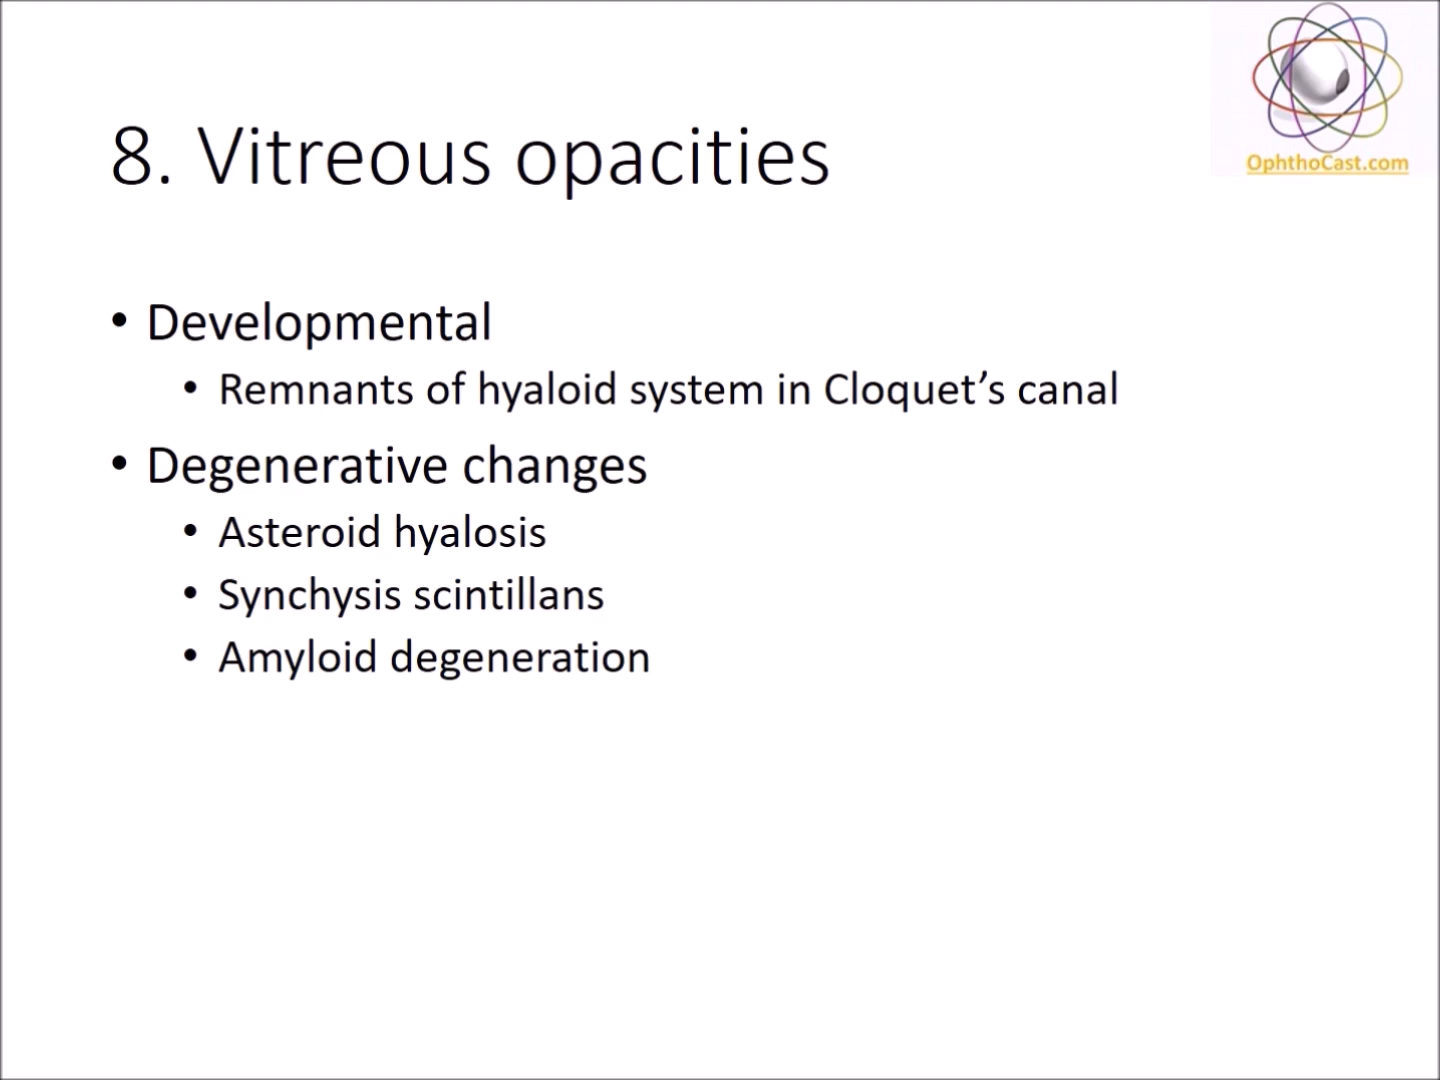 OphthoCast.com
8. Vitreous opacities
• Developmental
• Remnants of hyaloid system in Cloquet’s canal
• Degenerative changes
• Asteroid hyalosis
• Synchysis scintillans
• Amyloid degeneration